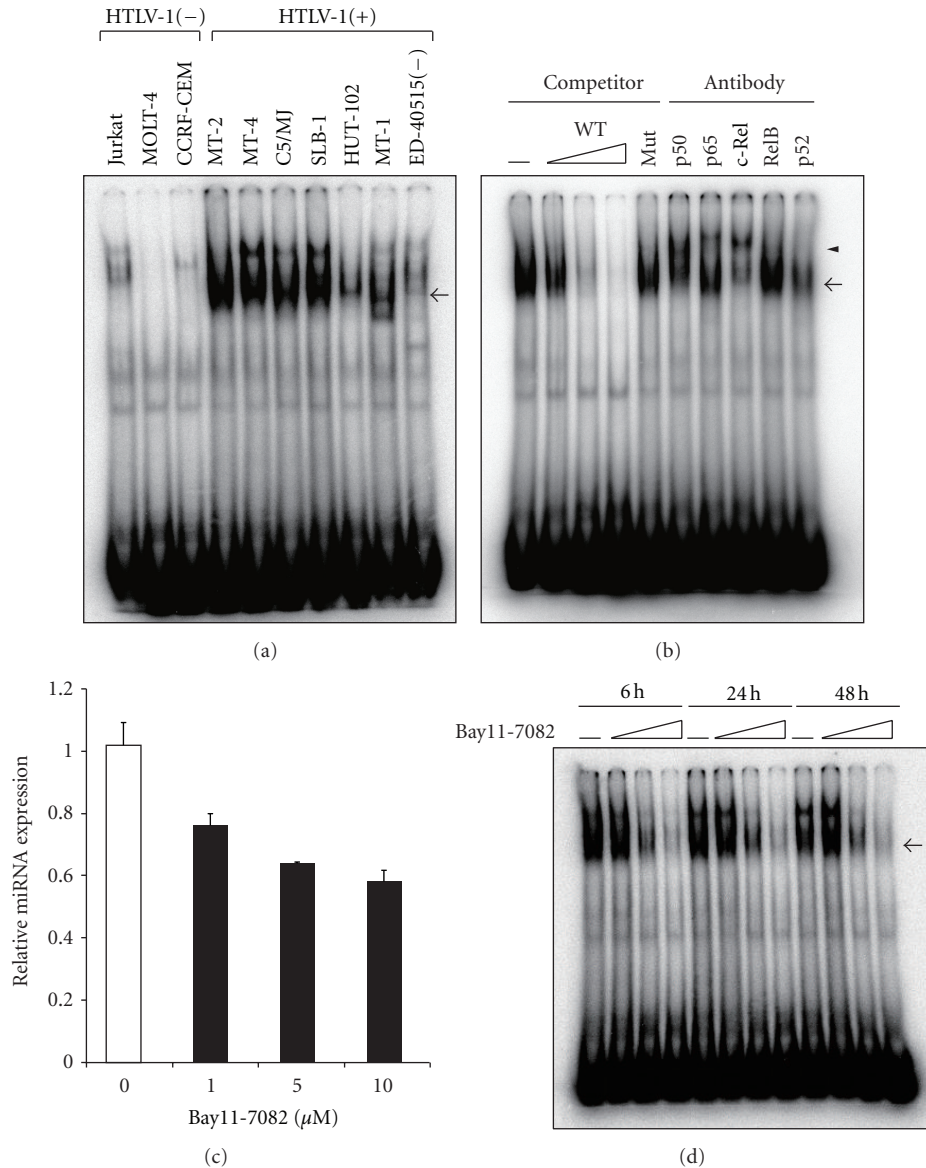 HTLV-1(−) HTLV-1(+)
Jurkat
MOLT-4
CCRF-CEM
MT-2
MT-4
C5/MJ
SLB-1
HUT-102
MT-1
ED-40515(−)
←
(a)
Competitor Antibody
WT
—
Mut
p50
p65
c-Rel
RelB
p52
←
(b)
Relative miRNA expression
1.2
1
0.8
0.6
0.4
0.2
0
0 1 5 10
Bay11-7082 (μM)
(c)
6 h 24 h 48 h
Bay11-7082 — — —
←
(d)